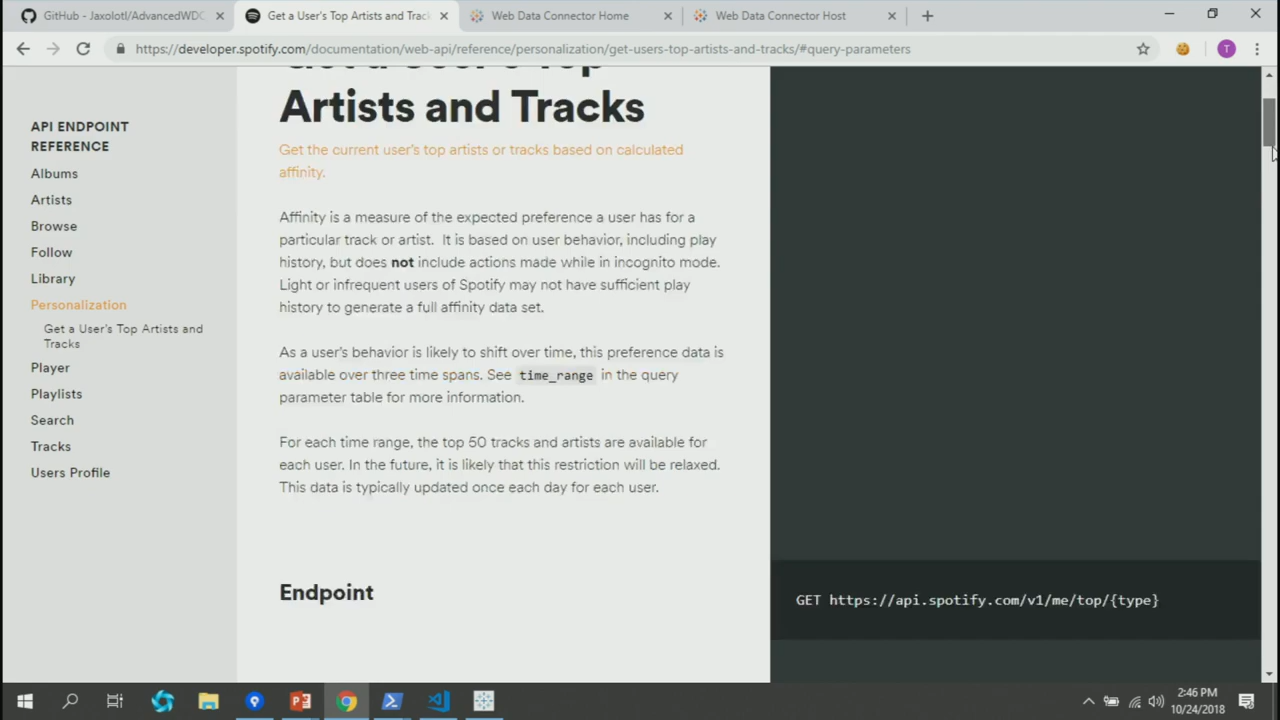 GitHub - Jaxolotl/AdvancedWDC
Get a User's Top Artists and Track
Web Data Connector Home
Web Data Connector Host
https://developer.spotify.com/documentation/web-api/reference/personalization/get-users-top-artists-and-tracks/#query-parameters
T
API ENDPOINT
REFERENCE
Albums
Artists
Browse
Follow
Library
Personalization
Get a User's Top Artists and
Tracks
Player
Playlists
Search
Tracks
Users Profile
Get a User's Top
Artists and Tracks
Get the current user's top artists or tracks based on calculated
affinity.
Affinity is a measure of the expected preference a user has for a
particular track or artist. It is based on user behavior, including play
history, but does not include actions made while in incognito mode.
Light or infrequent users of Spotify may not have sufficient play
history to generate a full affinity data set.
As a user's behavior is likely to shift over time, this preference data is
available over three time spans. See time_range in the query
parameter table for more information.
For each time range, the top 50 tracks and artists are available for
each user. In the future, it is likely that this restriction will be relaxed.
This data is typically updated once each day for each user.
Endpoint
GET https://api.spotify.com/v1/me/top/{type}
2:46 PM
10/24/2018